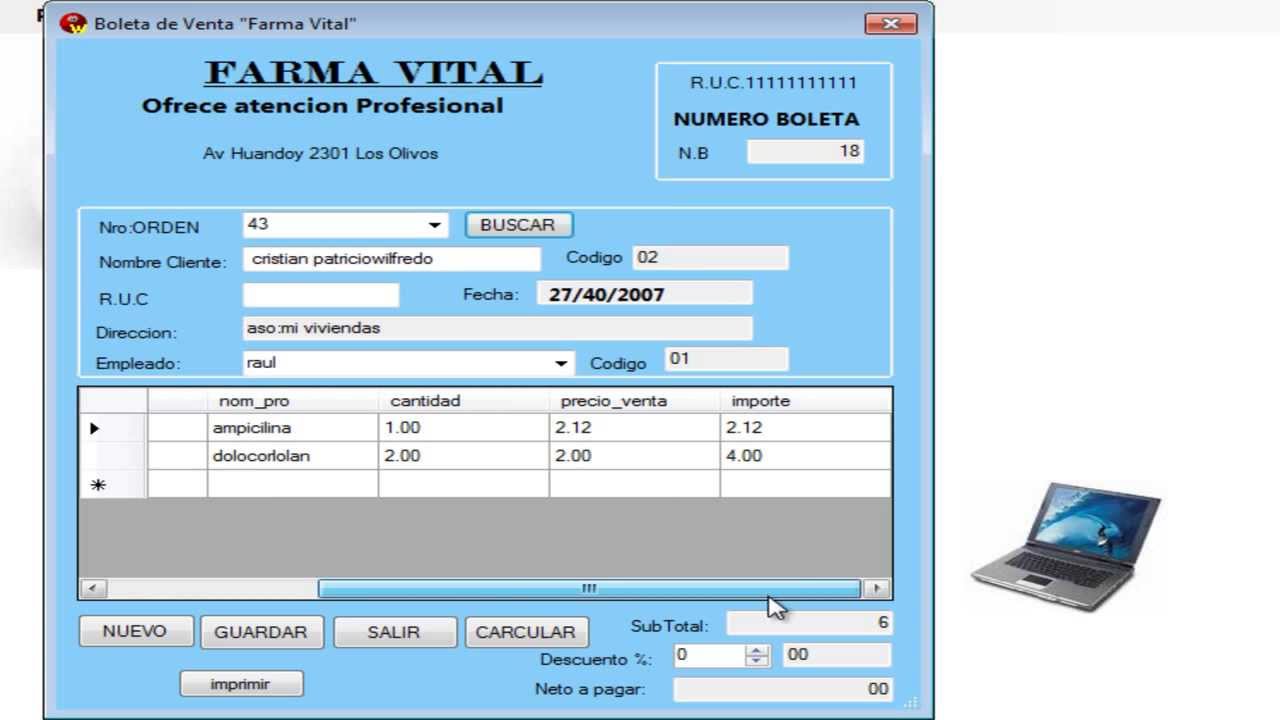 Boleta de Venta "Farma Vital"
FARMA VITAL
Ofrece atencion Profesional
Av Huandoy 2301 Los Olivos
R.U.C.11111111111
NUMERO BOLETA
N.B 18
Nro:ORDEN 43 BUSCAR
Nombre Cliente: cristian patriciowilfredo Codigo 02
R.U.C Fecha: 27/40/2007
Direccion: aso:mi viviendas
Empleado: raul Codigo 01
nom_pro cantidad precio_venta importe
ampicilina 1.00 2.12 2.12
dolocorlolan 2.00 2.00 4.00
NUEVO GUARDAR SALIR CARCULAR SubTotal: 6
Descuento %: 0 00
imprimir Neto a pagar: 00